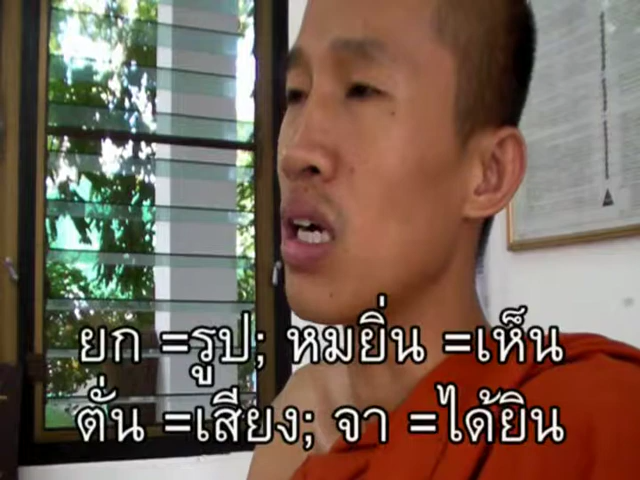 ยก =รูป; หมยิ่น =เห็น
ตั่น =เสียง; จา =ได้ยิน